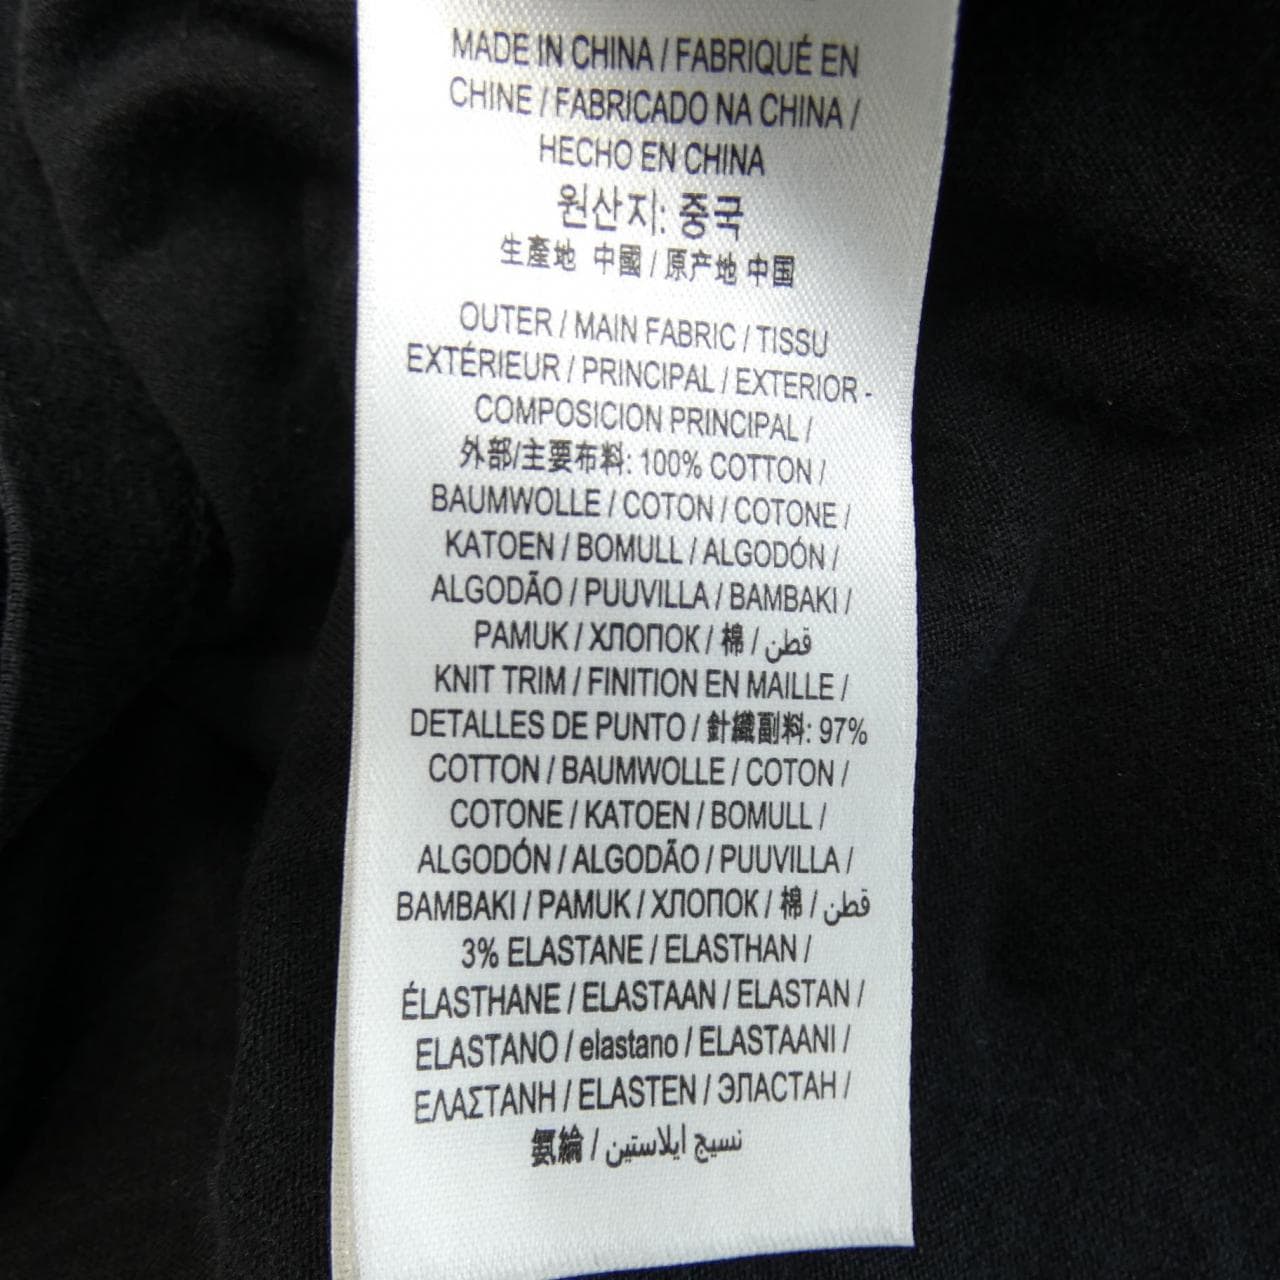 MADE IN CHINA / FABRIQUÉ EN
CHINE / FABRICADO NA CHINA /
HECHO EN CHINA
원산지: 중국
生產地 中國 / 原产地 中国
OUTER / MAIN FABRIC / TISSU
EXTÉRIEUR / PRINCIPAL / EXTERIOR -
COMPOSICION PRINCIPAL /
外部/主要布料: 100% COTTON /
BAUMWOLLE / COTON / COTONE /
KATOEN / BOMULL / ALGODÓN /
ALGODÃO / PUUVILLA / BAMBAKI /
PAMUK / ХЛОПОК / 棉 / قطن
KNIT TRIM / FINITION EN MAILLE /
DETALLES DE PUNTO / 針織副料: 97%
COTTON / BAUMWOLLE / COTON /
COTONE / KATOEN / BOMULL /
ALGODÓN / ALGODÃO / PUUVILLA /
BAMBAKI / PAMUK / ХЛОПОК / 棉 / قطن
3% ELASTANE / ELASTHAN /
ÉLASTHANE / ELASTAAN / ELASTAN /
ELASTANO / elastano / ELASTAANI /
ΕΛΑΣΤΑΝΗ / ELASTEN / ЭЛАСТАН /
氨綸 / نسيج ايلاستين